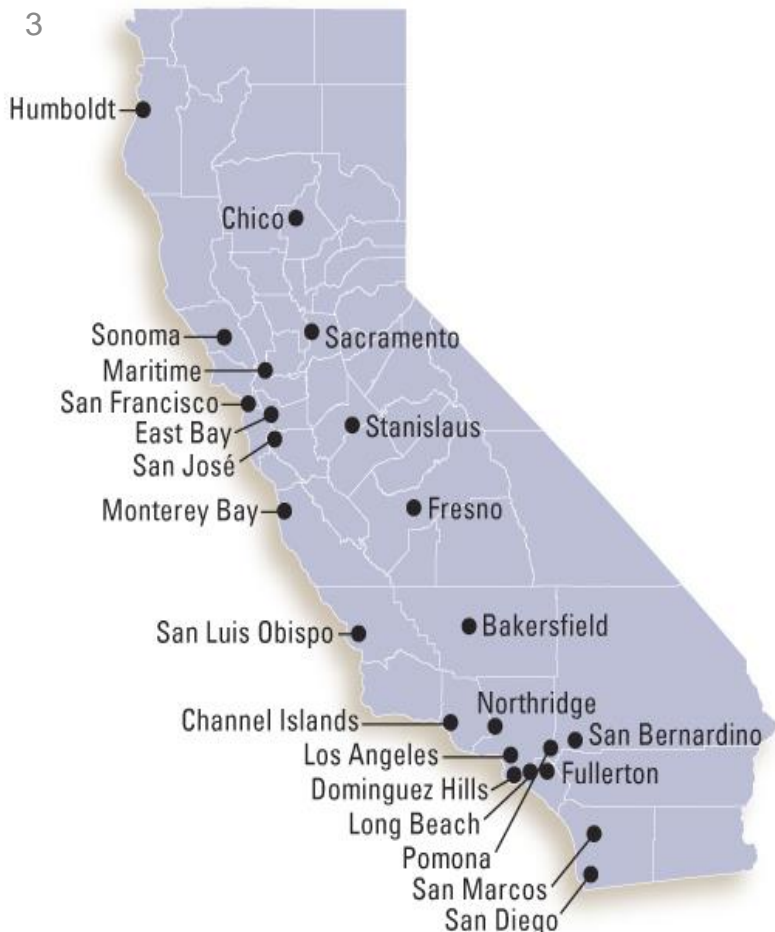 3
Humboldt
Chico
Sonoma
Sacramento
Maritime
San Francisco
East Bay
Stanislaus
San José
Monterey Bay
Fresno
San Luis Obispo
Bakersfield
Northridge
Channel Islands
San Bernardino
Los Angeles
Fullerton
Dominguez Hills
Long Beach
Pomona
San Marcos
San Diego